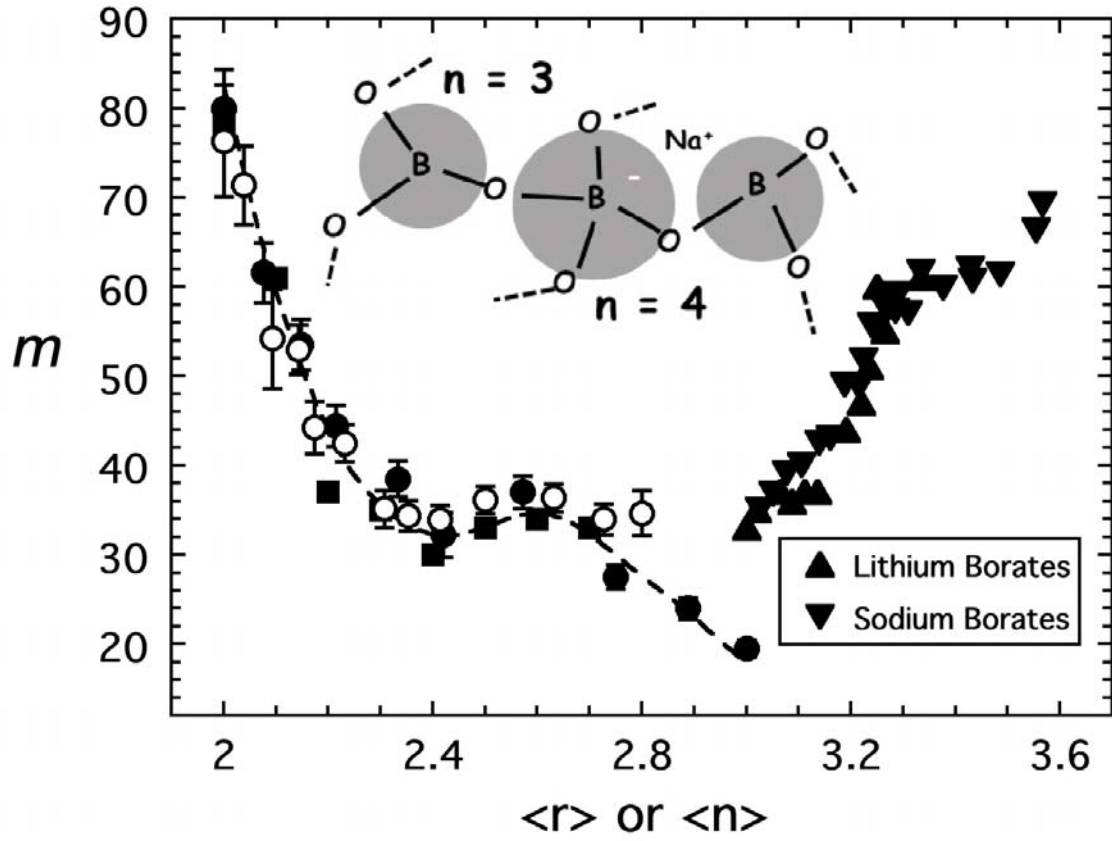 90
80
70
60
50
40
30
20
m
n = 3
n = 4
Na⁺
O
O
O
B
B
-
B
O
O
O
O
O
Lithium Borates
Sodium Borates
2
2.4
2.8
3.2
3.6
<r> or <n>